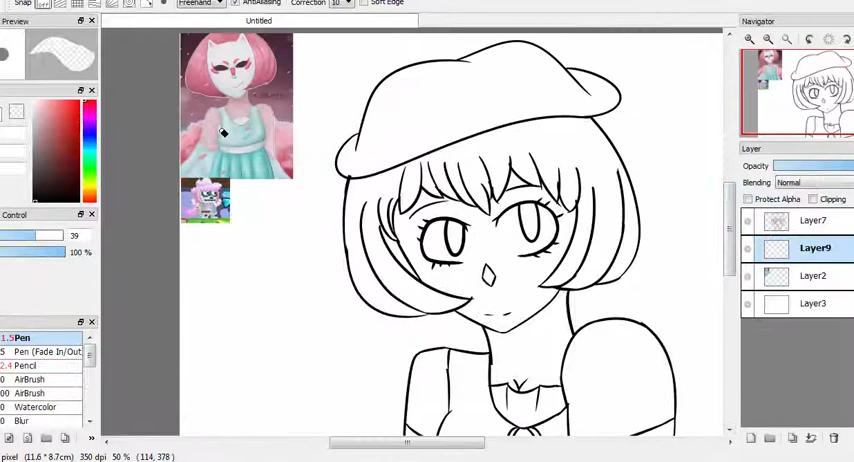 Snap
Freehand
AntiAliasing
Correction 10
Soft Edge
Untitled
Preview
Navigator
Layer
Opacity
Blending Normal
Protect Alpha
Clipping
Control
39
100 %
Layer7
Layer9
Layer2
Layer3
1.5 Pen
5 Pen (Fade In/Out
2.4 Pencil
0 AirBrush
00 AirBrush
0 Watercolor
0 Blur
pixel (11.6 * 8.7cm) 350 dpi 50 % (114, 378)